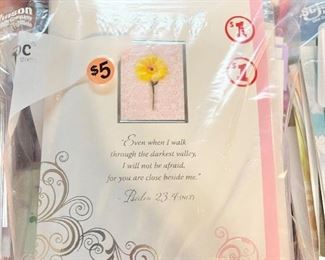 $5
"Even when I walk
through the darkest valley,
I will not be afraid,
for you are close beside me."
- Psalm 23:4 (NLT)